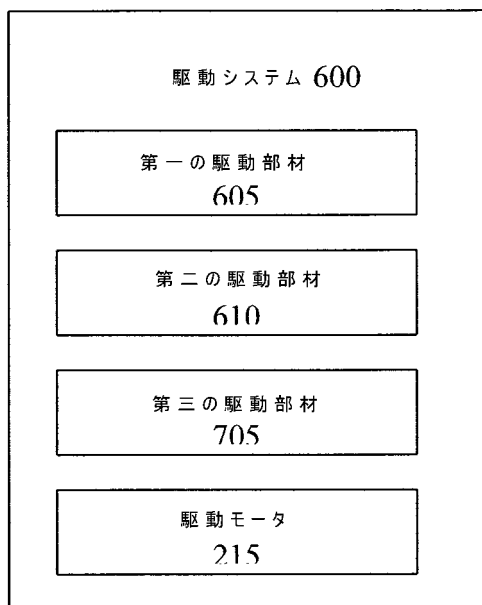 駆動システム 600
第一の駆動部材
605
第二の駆動部材
610
第三の駆動部材
705
駆動モータ
215